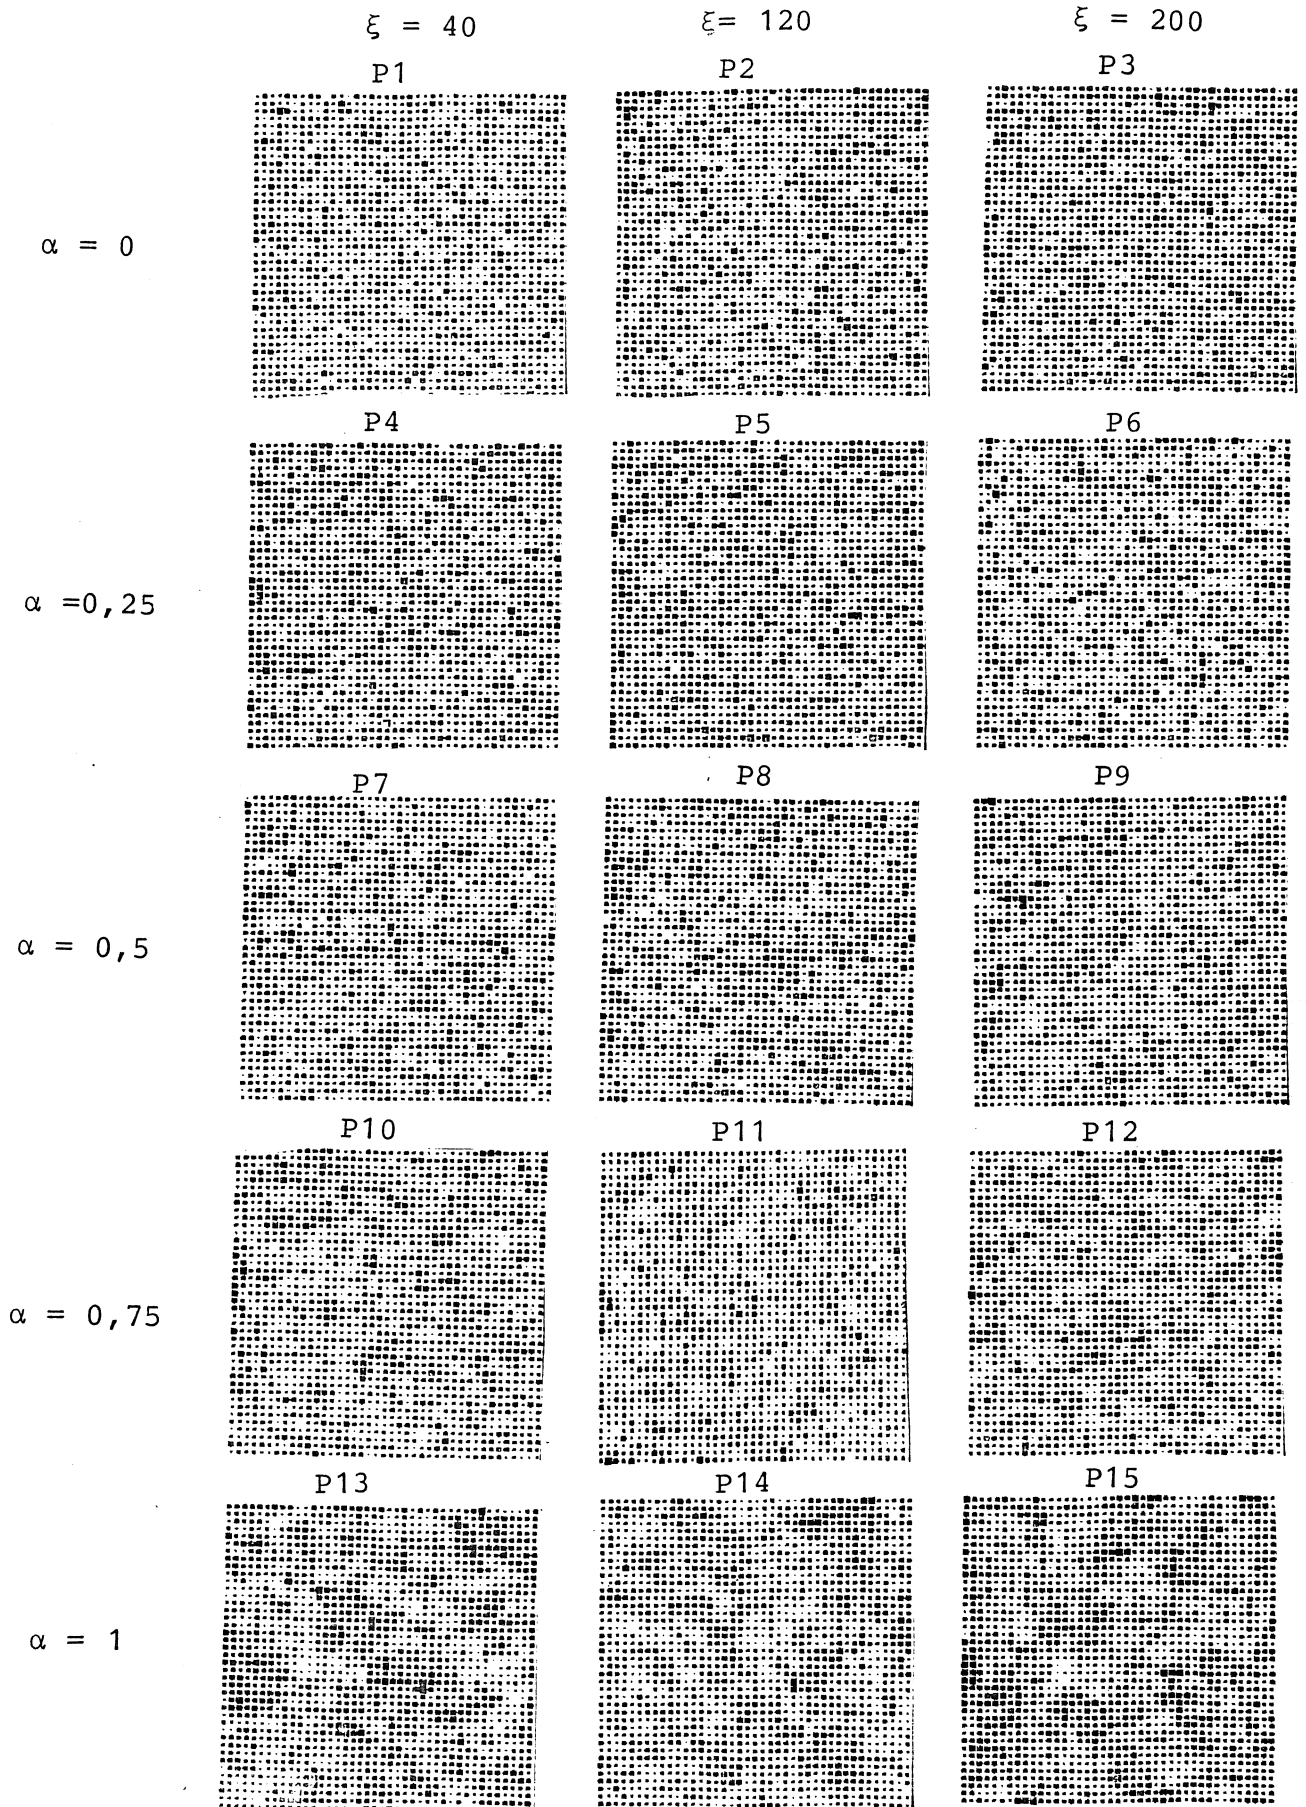 ξ = 40 ξ= 120 ξ = 200
P1 P2 P3
α = 0
P4 P5 P6
α =0,25
P7 P8 P9
α = 0,5
P10 P11 P12
α = 0,75
P13 P14 P15
α = 1